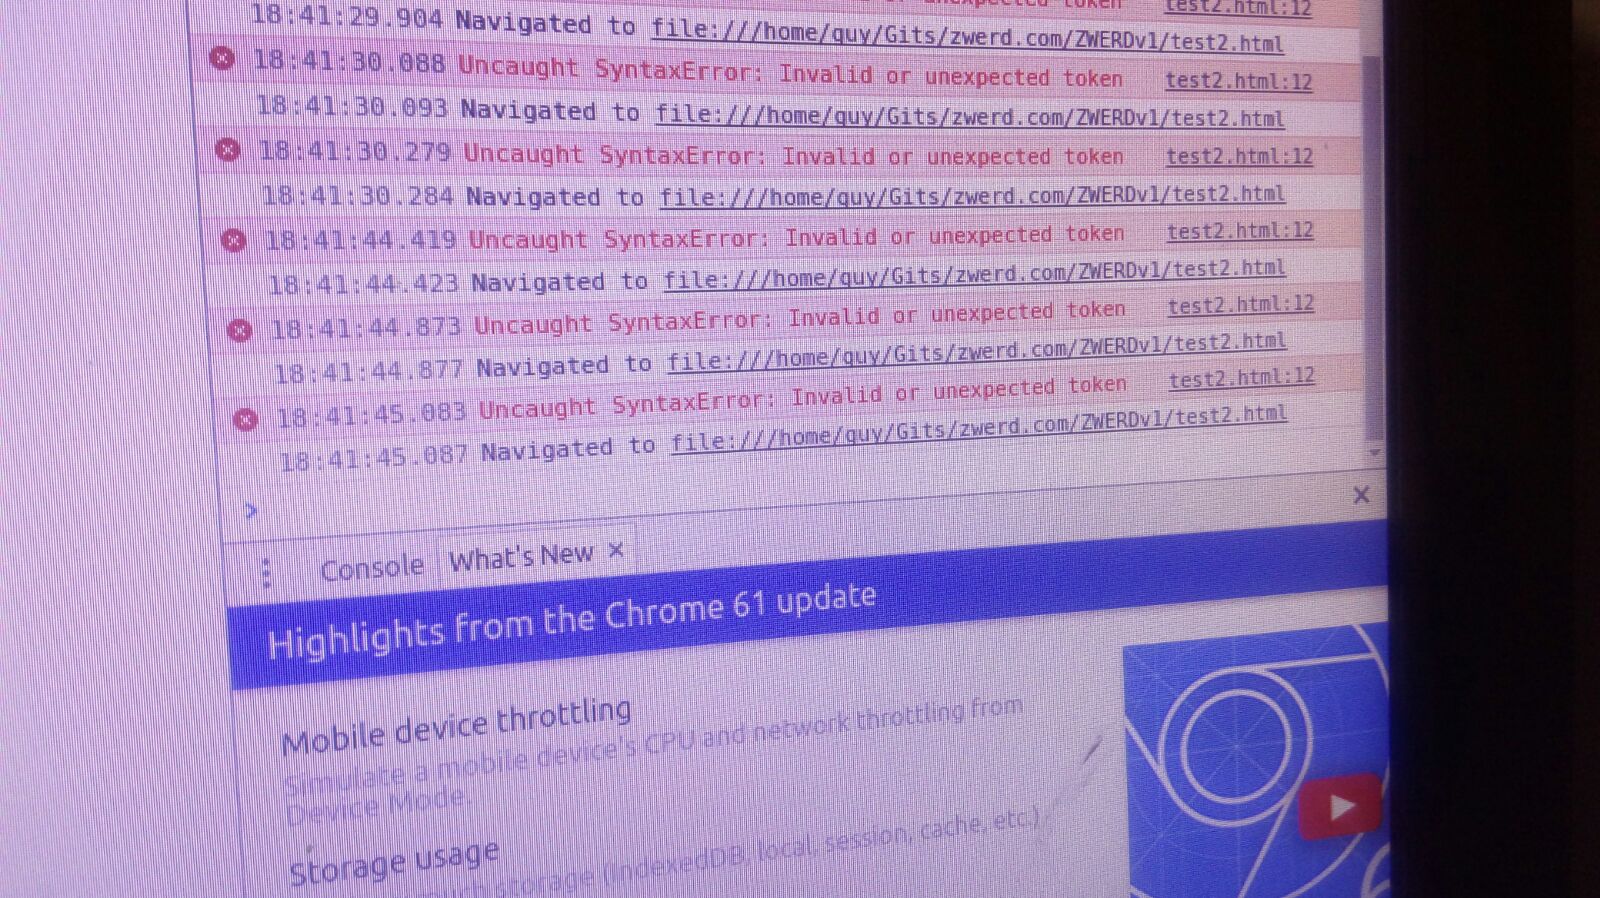 unexpected token test2.html:12
18:41:29.904 Navigated to file:///home/guy/Gits/zwerd.com/ZWERDv1/test2.html
18:41:30.088 Uncaught SyntaxError: Invalid or unexpected token test2.html:12
18:41:30.093 Navigated to file:///home/guy/Gits/zwerd.com/ZWERDv1/test2.html
18:41:30.279 Uncaught SyntaxError: Invalid or unexpected token test2.html:12
18:41:30.284 Navigated to file:///home/guy/Gits/zwerd.com/ZWERDv1/test2.html
18:41:44.419 Uncaught SyntaxError: Invalid or unexpected token test2.html:12
18:41:44.423 Navigated to file:///home/guy/Gits/zwerd.com/ZWERDv1/test2.html
18:41:44.873 Uncaught SyntaxError: Invalid or unexpected token test2.html:12
18:41:44.877 Navigated to file:///home/guy/Gits/zwerd.com/ZWERDv1/test2.html
18:41:45.083 Uncaught SyntaxError: Invalid or unexpected token test2.html:12
18:41:45.087 Navigated to file:///home/guy/Gits/zwerd.com/ZWERDv1/test2.html
>
Console What's New ×
Highlights from the Chrome 61 update
Mobile device throttling
Simulate a mobile device's CPU and network throttling from
Device Mode.
Storage usage
storage (IndexedDB, local, session, cache, etc.)